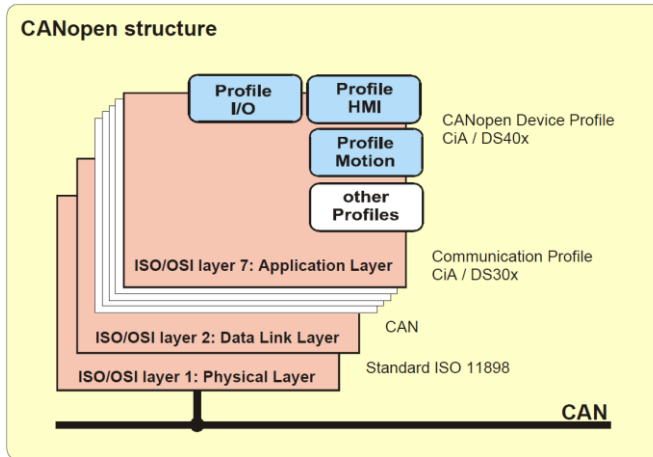 CANopen structure
Profile
I/O
Profile
HMI
CANopen Device Profile
CiA / DS40x
Profile
Motion
other
Profiles
ISO/OSI layer 7: Application Layer
Communication Profile
CiA / DS30x
ISO/OSI layer 2: Data Link Layer
CAN
ISO/OSI layer 1: Physical Layer
Standard ISO 11898
CAN